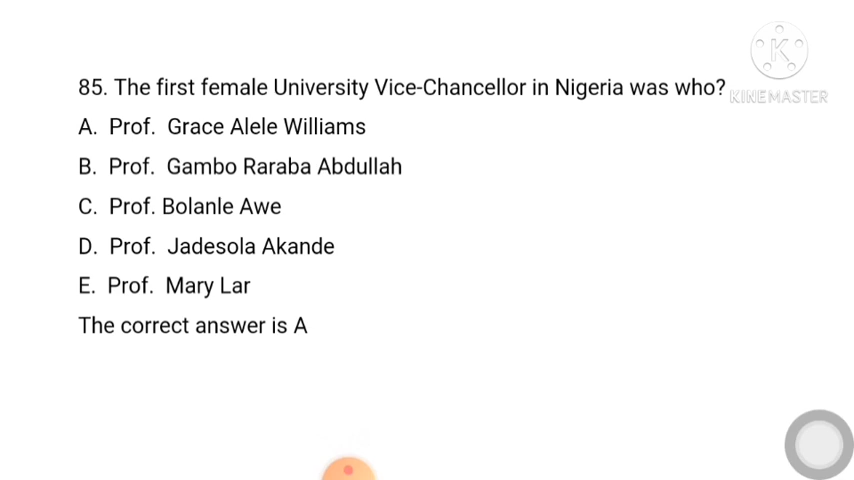 85. The first female University Vice-Chancellor in Nigeria was who?
A. Prof. Grace Alele Williams
B. Prof. Gambo Raraba Abdullah
C. Prof. Bolanle Awe
D. Prof. Jadesola Akande
E. Prof. Mary Lar
The correct answer is A
K
KINEMASTER